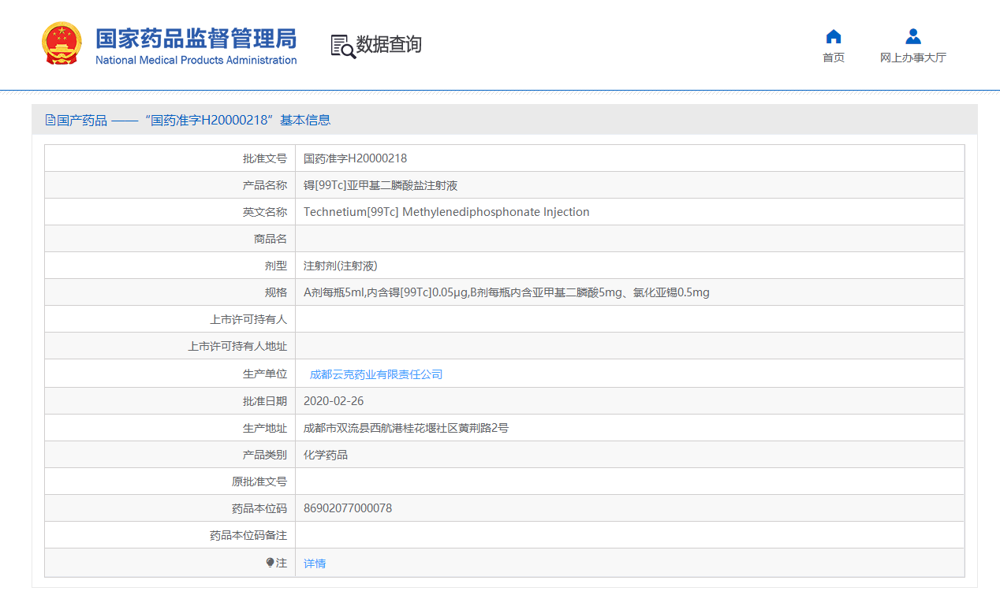 国家药品监督管理局
National Medical Products Administration
数据查询
首页
网上办事大厅
国产药品 ——“国药准字H20000218”基本信息
批准文号 国药准字H20000218
产品名称 锝[99Tc]亚甲基二膦酸盐注射液
英文名称 Technetium[99Tc] Methylenediphosphonate Injection
商品名
剂型 注射剂(注射液)
规格 A剂每瓶5ml,内含锝[99Tc]0.05μg,B剂每瓶内含亚甲基二膦酸5mg、氯化亚锡0.5mg
上市许可持有人
上市许可持有人地址
生产单位 成都云克药业有限责任公司
批准日期 2020-02-26
生产地址 成都市双流县西航港桂花堰社区黄荆路2号
产品类别 化学药品
原批准文号
药品本位码 86902077000078
药品本位码备注
注 详情